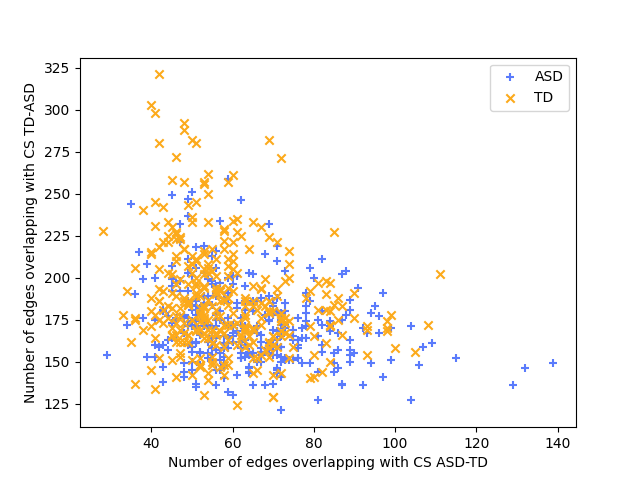 325
300
275
250
225
200
175
150
125
Number of edges overlapping with CS TD-ASD
ASD
TD
40 60 80 100 120 140
Number of edges overlapping with CS ASD-TD